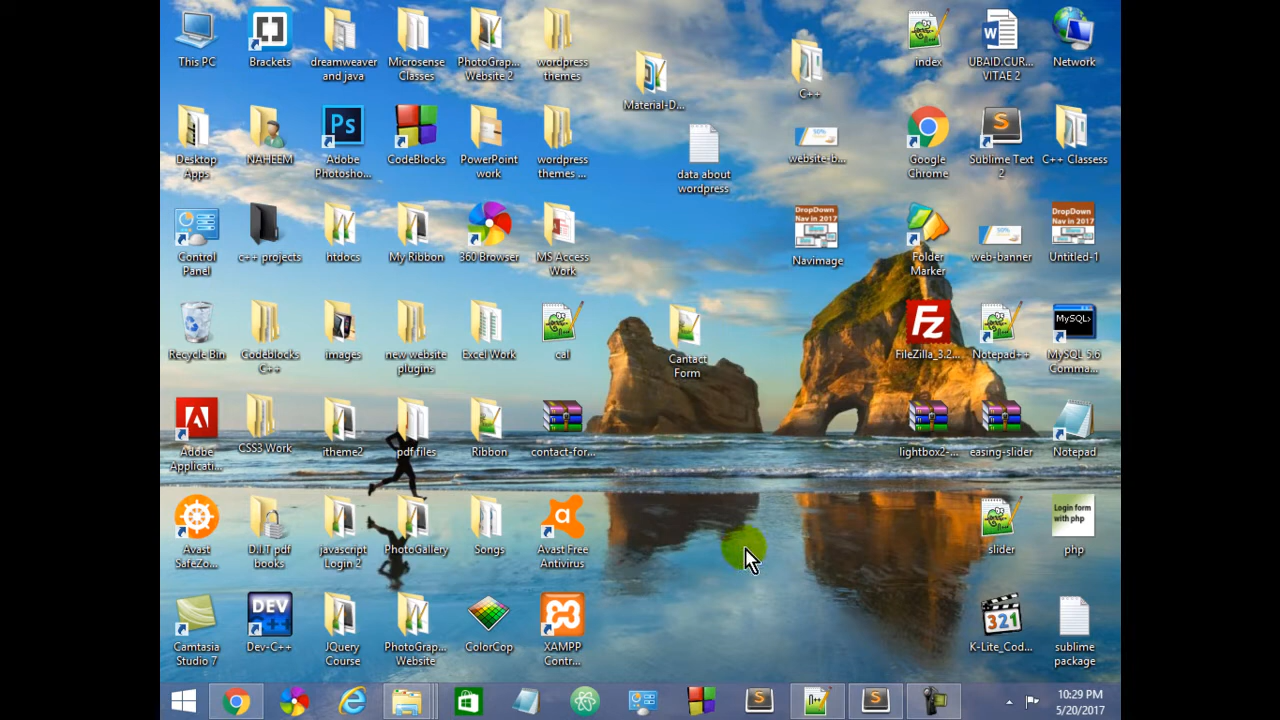 This PC
Brackets
dreamweaver
and java
Microsense
Classes
PhotoGrap...
Website 2
wordpress
themes
Material-D...
C++
index
UBAID.CUR...
VITAE 2
Network
Desktop
Apps
NAHEEM
Ps
Adobe
Photosho...
CodeBlocks
PowerPoint
work
wordpress
themes ...
data about
wordpress
50%
website-b...
Google
Chrome
S
Sublime Text
2
C++ Classess
Control
Panel
c++ projects
htdocs
My Ribbon
360 Browser
MS Access
Work
DropDown
Nav in 2017
Navimage
Folder
Marker
50%
web-banner
DropDown
Nav in 2017
Untitled-1
Recycle Bin
Codeblocks
C++
images
new website
plugins
Excel Work
cal
Cantact
Form
Fz
FileZilla_3.2...
Notepad++
MySQL>
MySQL 5.6
Comma...
Adobe
Applicati...
CSS3 Work
itheme2
pdf files
Ribbon
contact-for...
lightbox2-...
easing-slider
Notepad
Avast
SafeZo...
D.I.T pdf
books
javascript
Login 2
PhotoGallery
Songs
a
Avast Free
Antivirus
slider
Login form
with php
php
Camtasia
Studio 7
DEV
C++
Dev-C++
JQuery
Course
PhotoGrap...
Website
ColorCop
XAMPP
Contr...
321
K-Lite_Cod...
sublime
package
S
n++
S
10:29 PM
5/20/2017